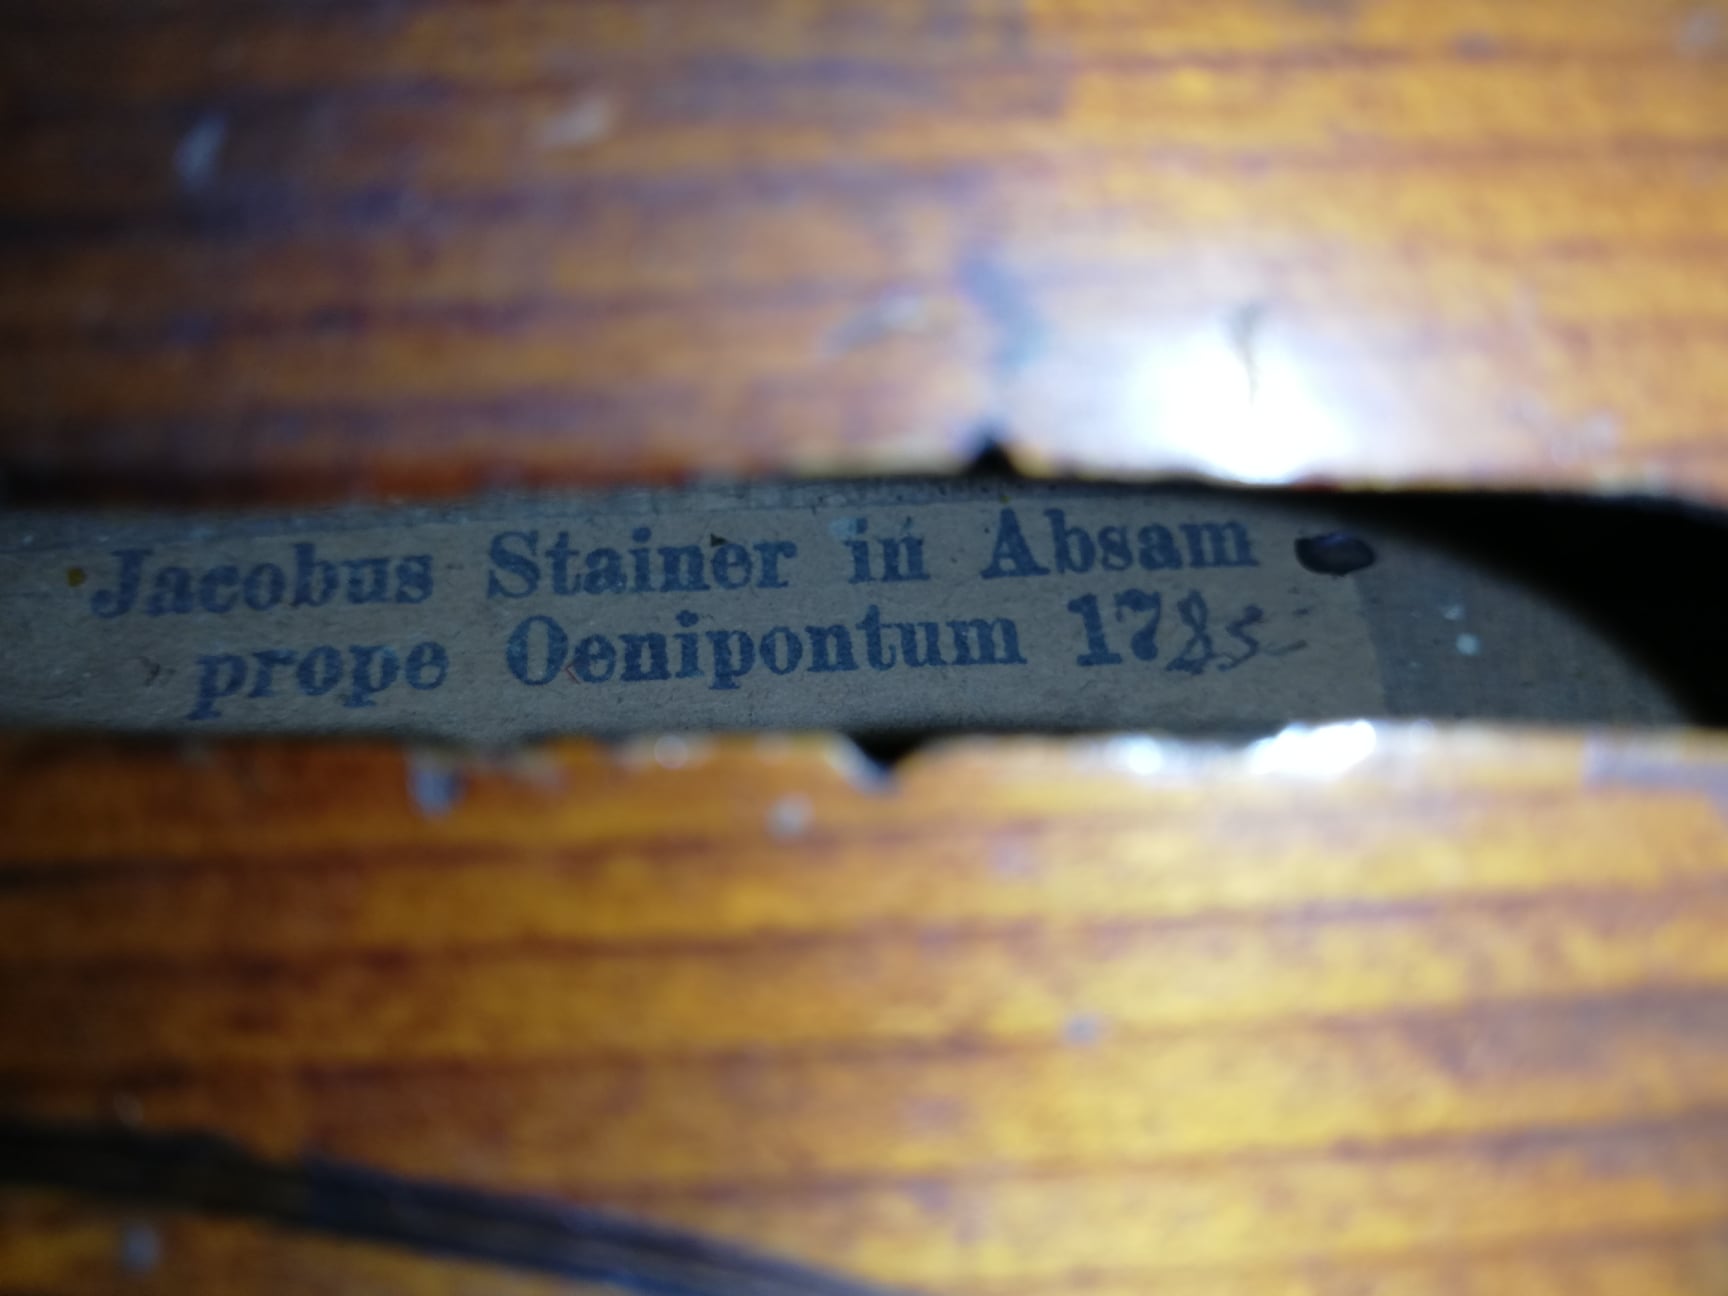 Jacobus Stainer in Absam
prope Oenipontum 1785